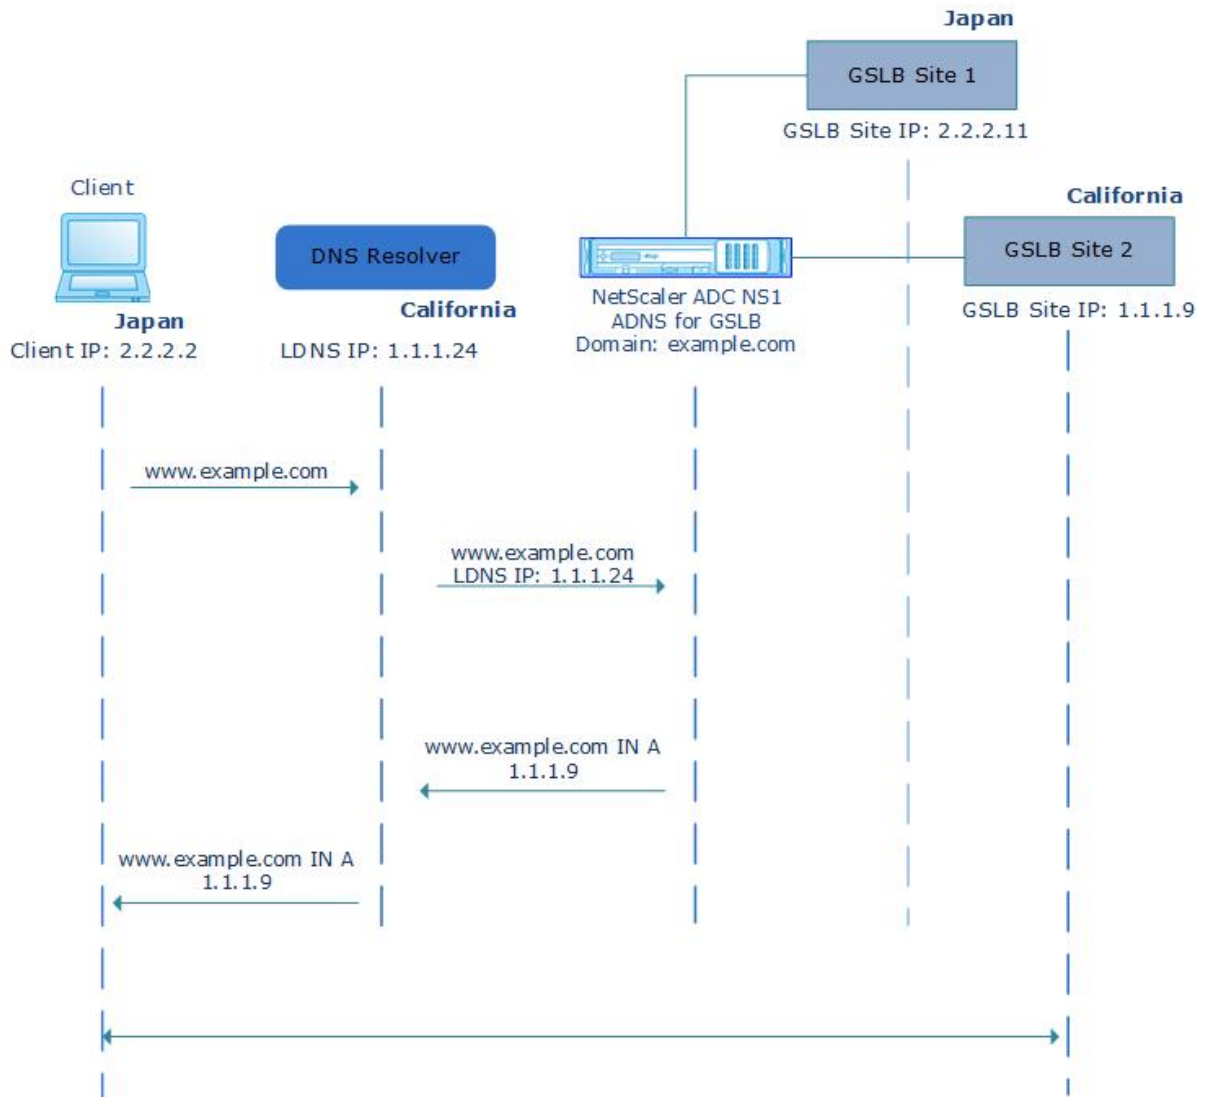 Japan
GSLB Site 1
GSLB Site IP: 2.2.2.11
Client
California
DNS Resolver
GSLB Site 2
NetScaler ADC NS1
ADNS for GSLB
Domain: example.com
California
GSLB Site IP: 1.1.1.9
Japan
Client IP: 2.2.2.2
LDNS IP: 1.1.1.24
www.example.com
www.example.com
LDNS IP: 1.1.1.24
www.example.com IN A
1.1.1.9
www.example.com IN A
1.1.1.9